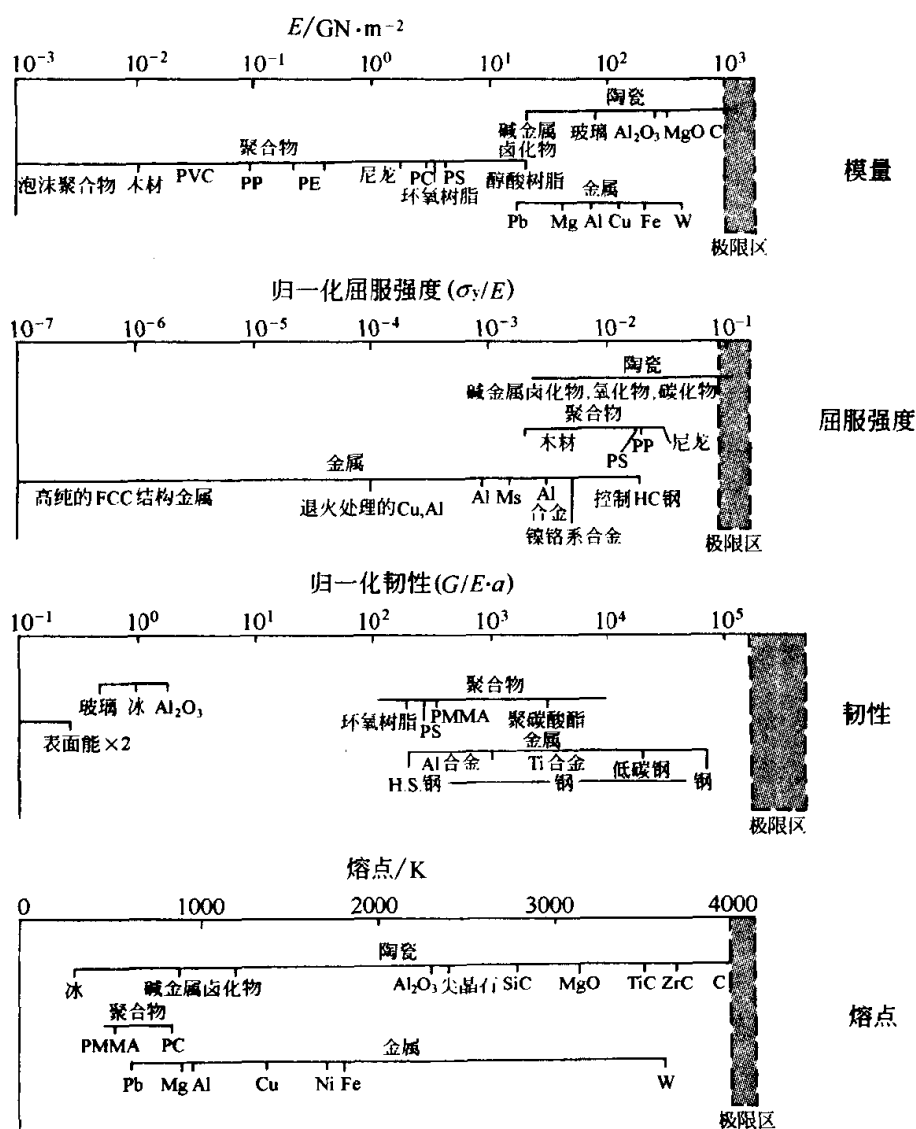 E/GN·m⁻²
10⁻³ 10⁻² 10⁻¹ 10⁰ 10¹ 10² 10³
陶瓷
碱金属 玻璃 Al₂O₃ MgO C
卤化物
聚合物
泡沫聚合物 木材 PVC PP PE 尼龙 PC PS 醇酸树脂
环氧树脂
金属
Pb Mg Al Cu Fe W
模量
极限区
归一化屈服强度(σy/E)
10⁻⁷ 10⁻⁶ 10⁻⁵ 10⁻⁴ 10⁻³ 10⁻² 10⁻¹
陶瓷
碱金属卤化物,氧化物,碳化物
聚合物
木材 PP 尼龙
PS
屈服强度
金属
高纯的FCC结构金属 退火处理的Cu,Al Al Ms Al 控制HC钢
合金
镍铬系合金
极限区
归一化韧性(G/E·a)
10⁻¹ 10⁰ 10¹ 10² 10³ 10⁴ 10⁵
聚合物
玻璃 冰 Al₂O₃
环氧树脂 PMMA 聚碳酸酯
PS
韧性
表面能×2
金属
Al合金 Ti合金 低碳钢
H.S.钢 钢 钢
极限区
熔点/K
0 1000 2000 3000 4000
陶瓷
冰 碱金属卤化物 Al₂O₃ 尖晶石 SiC MgO TiC ZrC C
聚合物
PMMA PC
熔点
金属
Pb Mg Al Cu Ni Fe W
极限区